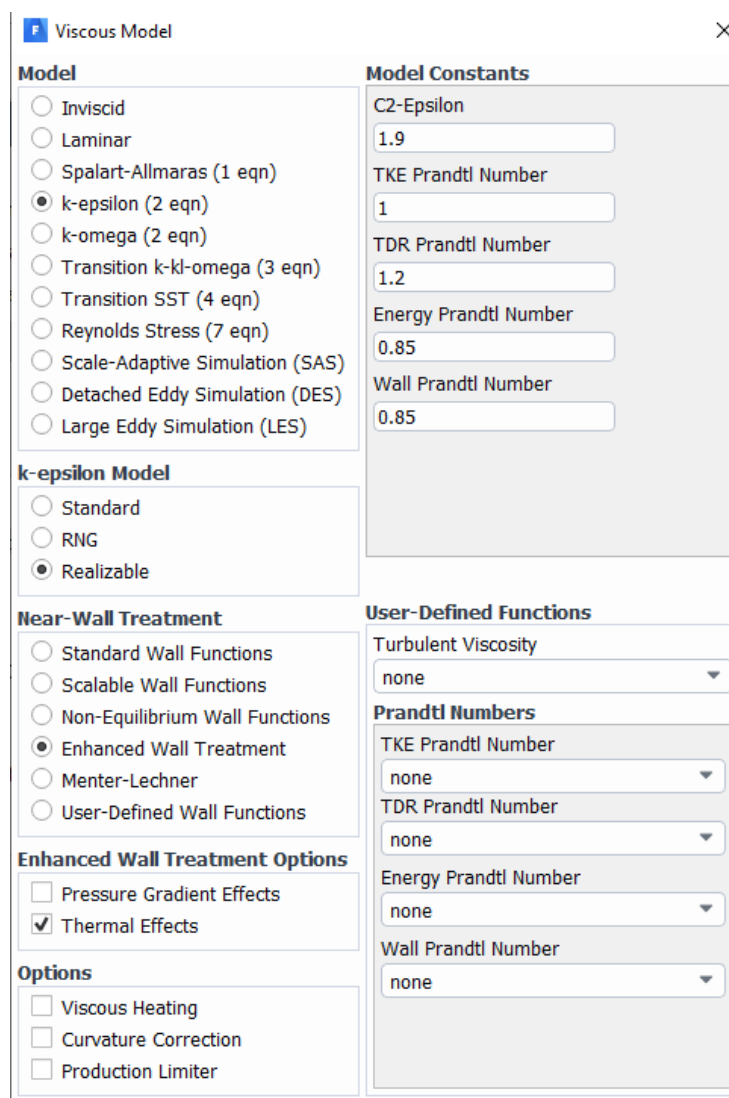 F Viscous Model
Model
Inviscid
Laminar
Spalart-Allmaras (1 eqn)
k-epsilon (2 eqn)
k-omega (2 eqn)
Transition k-kl-omega (3 eqn)
Transition SST (4 eqn)
Reynolds Stress (7 eqn)
Scale-Adaptive Simulation (SAS)
Detached Eddy Simulation (DES)
Large Eddy Simulation (LES)
k-epsilon Model
Standard
RNG
Realizable
Near-Wall Treatment
Standard Wall Functions
Scalable Wall Functions
Non-Equilibrium Wall Functions
Enhanced Wall Treatment
Menter-Lechner
User-Defined Wall Functions
Enhanced Wall Treatment Options
Pressure Gradient Effects
Thermal Effects
Options
Viscous Heating
Curvature Correction
Production Limiter
Model Constants
C2-Epsilon
1.9
TKE Prandtl Number
1
TDR Prandtl Number
1.2
Energy Prandtl Number
0.85
Wall Prandtl Number
0.85
User-Defined Functions
Turbulent Viscosity
none
Prandtl Numbers
TKE Prandtl Number
none
TDR Prandtl Number
none
Energy Prandtl Number
none
Wall Prandtl Number
none